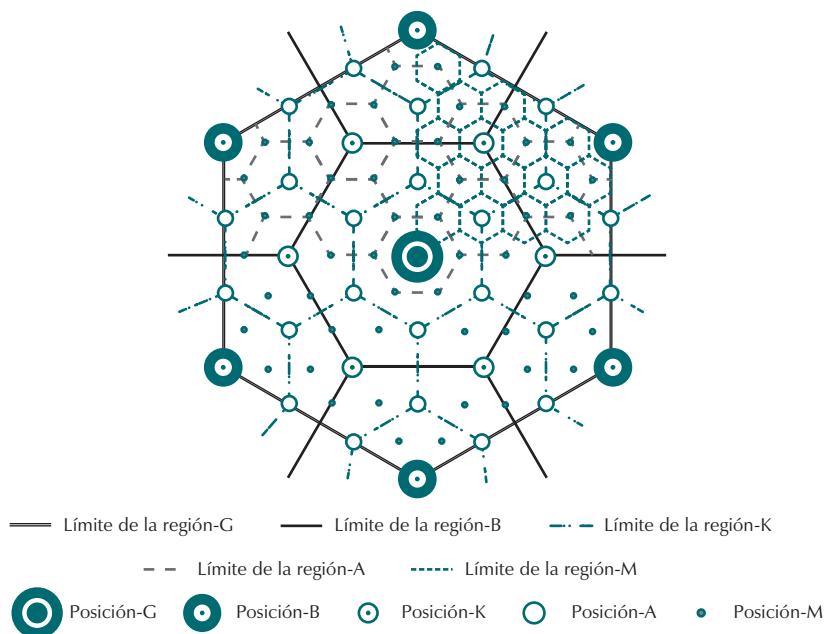 Límite de la región-G Límite de la región-B Límite de la región-K
Límite de la región-A Límite de la región-M
Posición-G Posición-B Posición-K Posición-A Posición-M